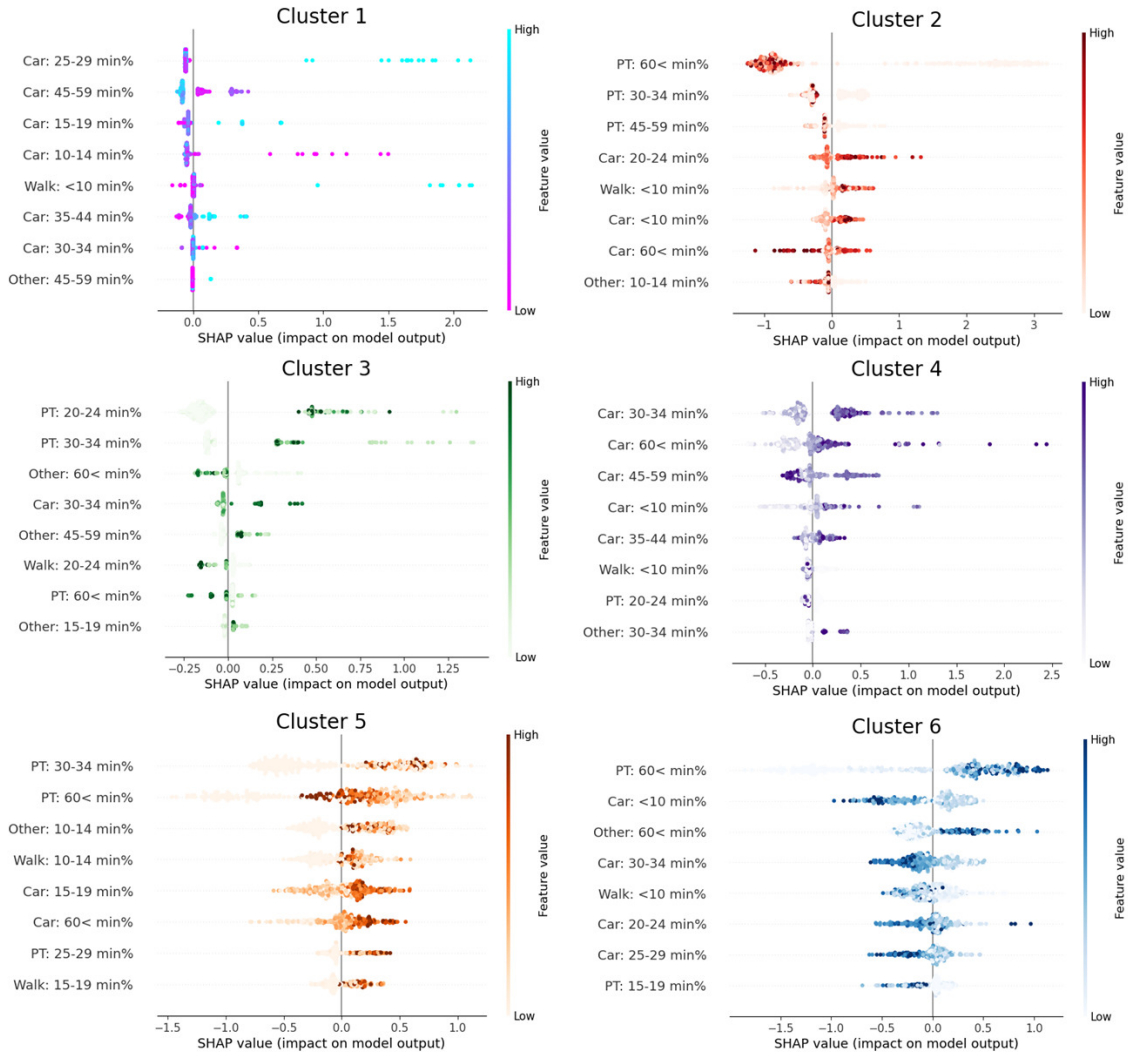 Cluster 1
Car: 25-29 min%
Car: 45-59 min%
Car: 15-19 min%
Car: 10-14 min%
Walk: <10 min%
Car: 35-44 min%
Car: 30-34 min%
Other: 45-59 min%
0.0 0.5 1.0 1.5 2.0
SHAP value (impact on model output)
High
Feature value
Low
Cluster 2
PT: 60< min%
PT: 30-34 min%
PT: 45-59 min%
Car: 20-24 min%
Walk: <10 min%
Car: <10 min%
Car: 60< min%
Other: 10-14 min%
−1 0 1 2 3
SHAP value (impact on model output)
High
Feature value
Low
Cluster 3
PT: 20-24 min%
PT: 30-34 min%
Other: 60< min%
Car: 30-34 min%
Other: 45-59 min%
Walk: 20-24 min%
PT: 60< min%
Other: 15-19 min%
−0.25 0.00 0.25 0.50 0.75 1.00 1.25
SHAP value (impact on model output)
High
Feature value
Low
Cluster 4
Car: 30-34 min%
Car: 60< min%
Car: 45-59 min%
Car: <10 min%
Car: 35-44 min%
Walk: <10 min%
PT: 20-24 min%
Other: 30-34 min%
−0.5 0.0 0.5 1.0 1.5 2.0 2.5
SHAP value (impact on model output)
High
Feature value
Low
Cluster 5
PT: 30-34 min%
PT: 60< min%
Other: 10-14 min%
Walk: 10-14 min%
Car: 15-19 min%
Car: 60< min%
PT: 25-29 min%
Walk: 15-19 min%
−1.5 −1.0 −0.5 0.0 0.5 1.0
SHAP value (impact on model output)
High
Feature value
Low
Cluster 6
PT: 60< min%
Car: <10 min%
Other: 60< min%
Car: 30-34 min%
Walk: <10 min%
Car: 20-24 min%
Car: 25-29 min%
PT: 15-19 min%
−1.5 −1.0 −0.5 0.0 0.5 1.0
SHAP value (impact on model output)
High
Feature value
Low